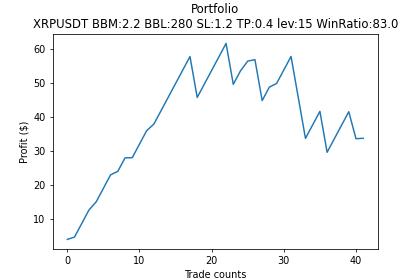 Portfolio
XRPUSDT BBM:2.2 BBL:280 SL:1.2 TP:0.4 lev:15 WinRatio:83.0
60
50
40
30
20
10
Profit ($)
0 10 20 30 40
Trade counts